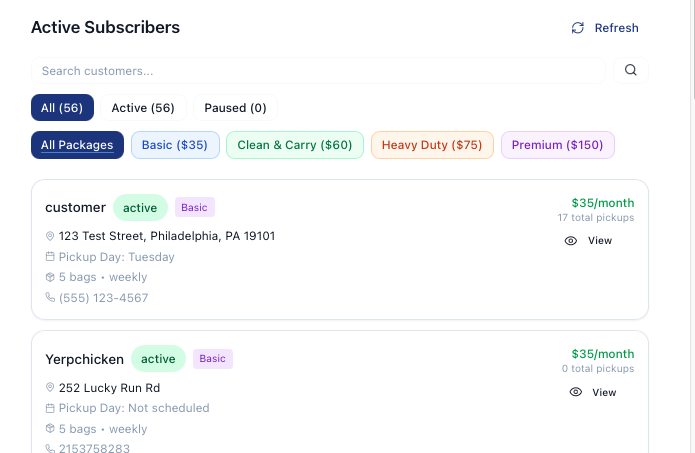 Active Subscribers
Refresh
Search customers...
All (56) Active (56) Paused (0)
All Packages Basic ($35) Clean & Carry ($60) Heavy Duty ($75) Premium ($150)
customer active Basic
$35/month
17 total pickups
View
123 Test Street, Philadelphia, PA 19101
Pickup Day: Tuesday
5 bags • weekly
(555) 123-4567
Yerpchicken active Basic
$35/month
0 total pickups
View
252 Lucky Run Rd
Pickup Day: Not scheduled
5 bags • weekly
2153758283